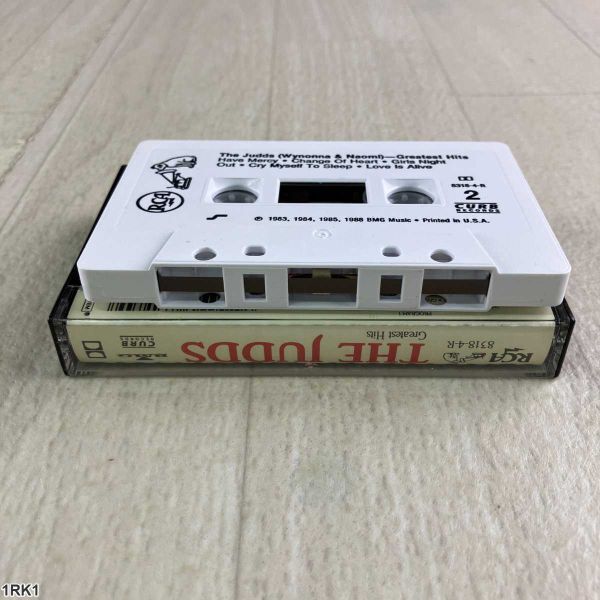 The Judds (Wynonna & Naomi)—Greatest Hits
Have Mercy • Change Of Heart • Girls Night
Out • Cry Myself To Sleep • Love Is Alive
8318-4-R
2
CURB
RECORDS
RCA
℗ 1983, 1984, 1985, 1988 BMG Music • Printed in U.S.A.
RCA
8318-4-R
THE JUDDS
Greatest Hits
BMG
CURB
RECORDS
1RK1